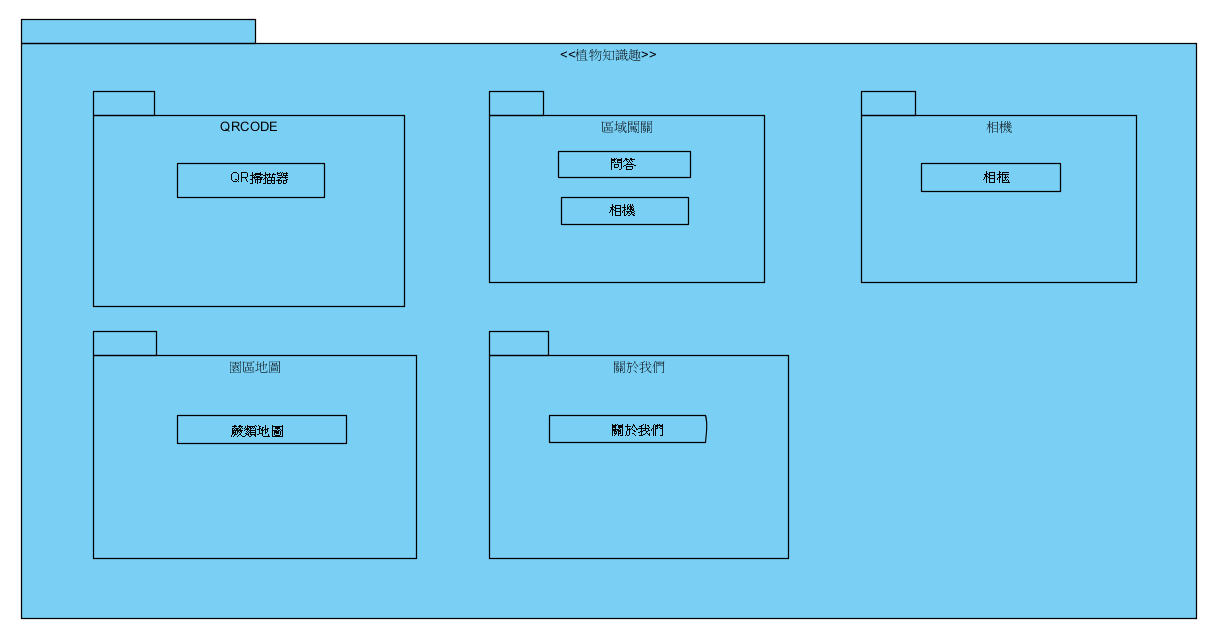 <<植物知識趣>>
QRCODE
QR掃描器
區域闖關
問答
相機
相機
相框
園區地圖
蕨類地圖
關於我們
關於我們